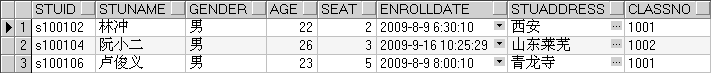 STUID STUNAME GENDER AGE SEAT ENROLLDATE STUADDRESS CLASSNO
1 s100102 林冲 男 22 2 2009-8-9 6:30:10 西安 ... 1001
2 s100104 阮小二 男 26 3 2009-9-16 10:25:29 山东莱芜 ... 1002
3 s100106 卢俊义 男 23 5 2009-8-9 8:00:10 青龙寺 ... 1001